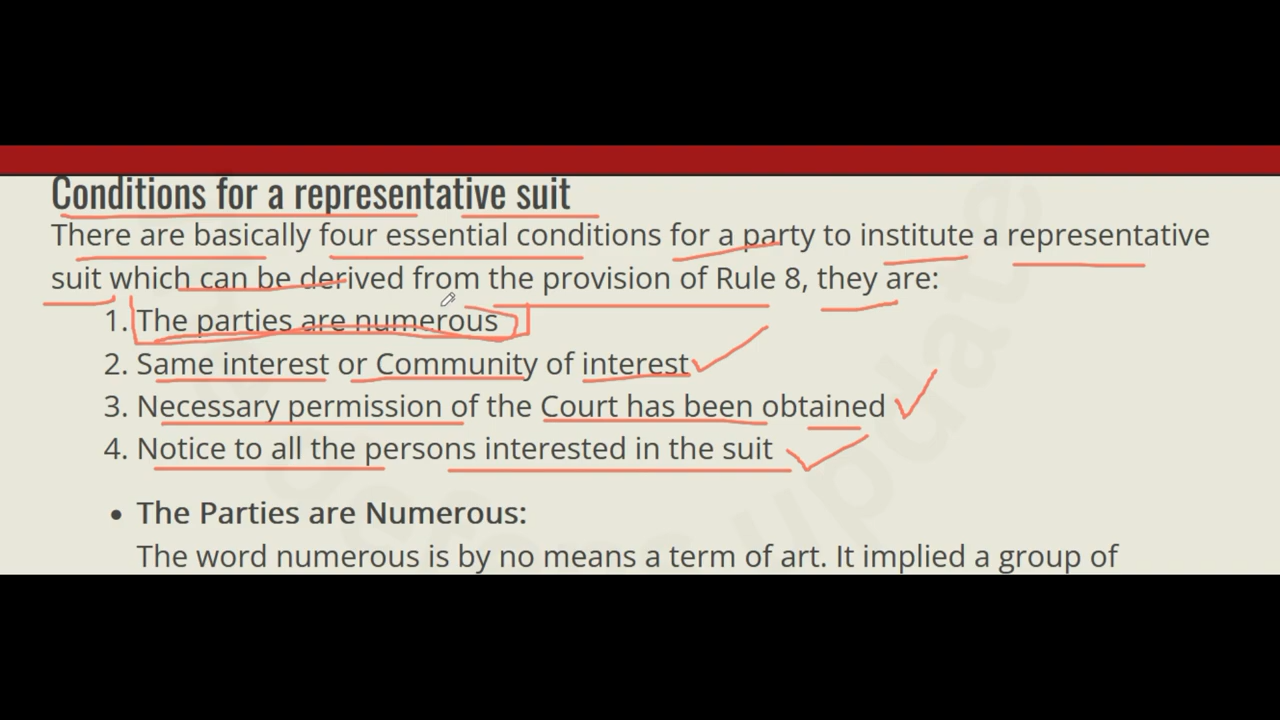 Conditions for a representative suit
There are basically four essential conditions for a party to institute a representative
suit which can be derived from the provision of Rule 8, they are:
1. The parties are numerous
2. Same interest or Community of interest
3. Necessary permission of the Court has been obtained
4. Notice to all the persons interested in the suit
• The Parties are Numerous:
The word numerous is by no means a term of art. It implied a group of